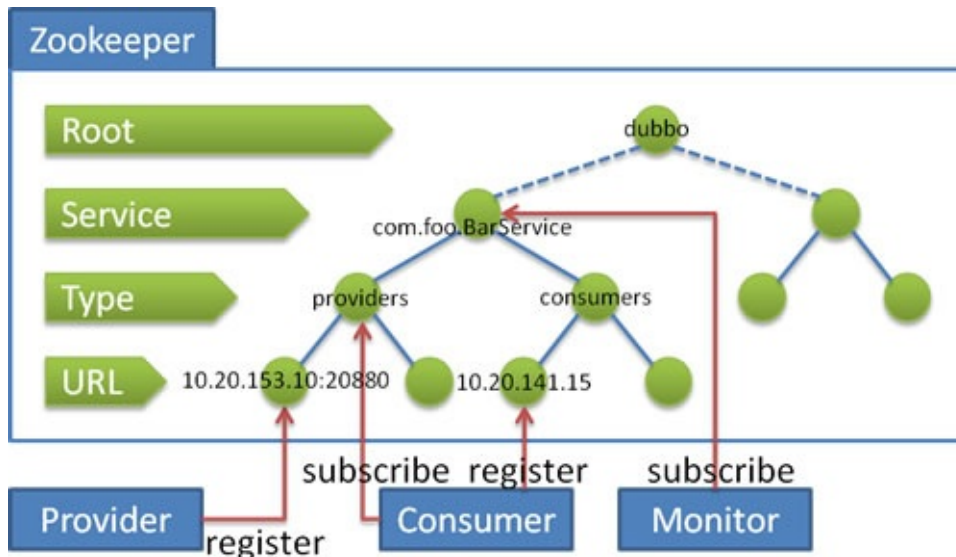 Zookeeper
Root
dubbo
Service
com.foo.BarService
Type
providers
consumers
URL
10.20.153.10:20880
10.20.141.15
subscribe
register
subscribe
Provider
Consumer
Monitor
register